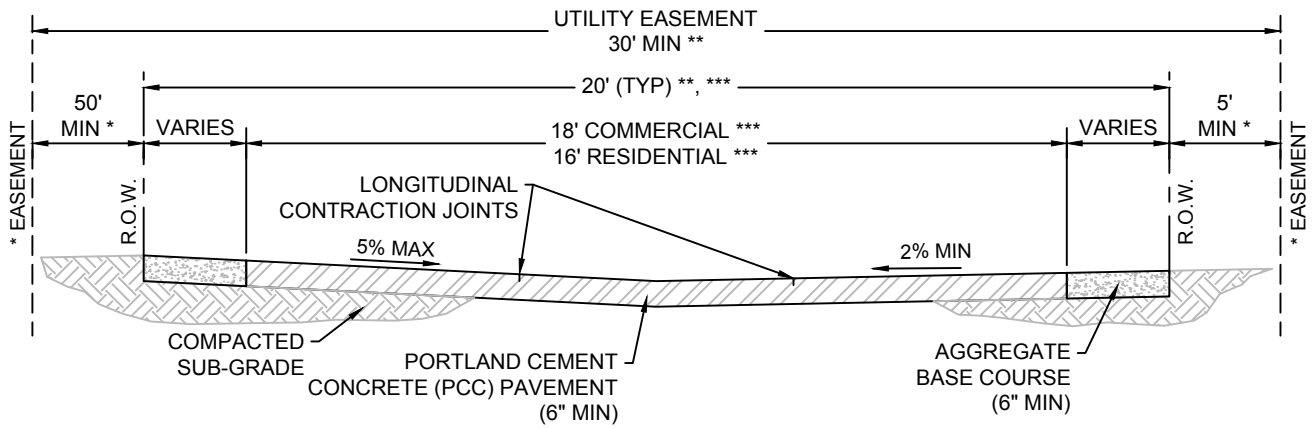 UTILITY EASEMENT
30' MIN **
20' (TYP) **, ***
50'
MIN *
VARIES
18' COMMERCIAL ***
16' RESIDENTIAL ***
VARIES
5'
MIN *
* EASEMENT
R.O.W.
LONGITUDINAL
CONTRACTION JOINTS
R.O.W.
* EASEMENT
5% MAX
2% MIN
COMPACTED
SUB-GRADE
PORTLAND CEMENT
CONCRETE (PCC) PAVEMENT
(6" MIN)
AGGREGATE
BASE COURSE
(6" MIN)